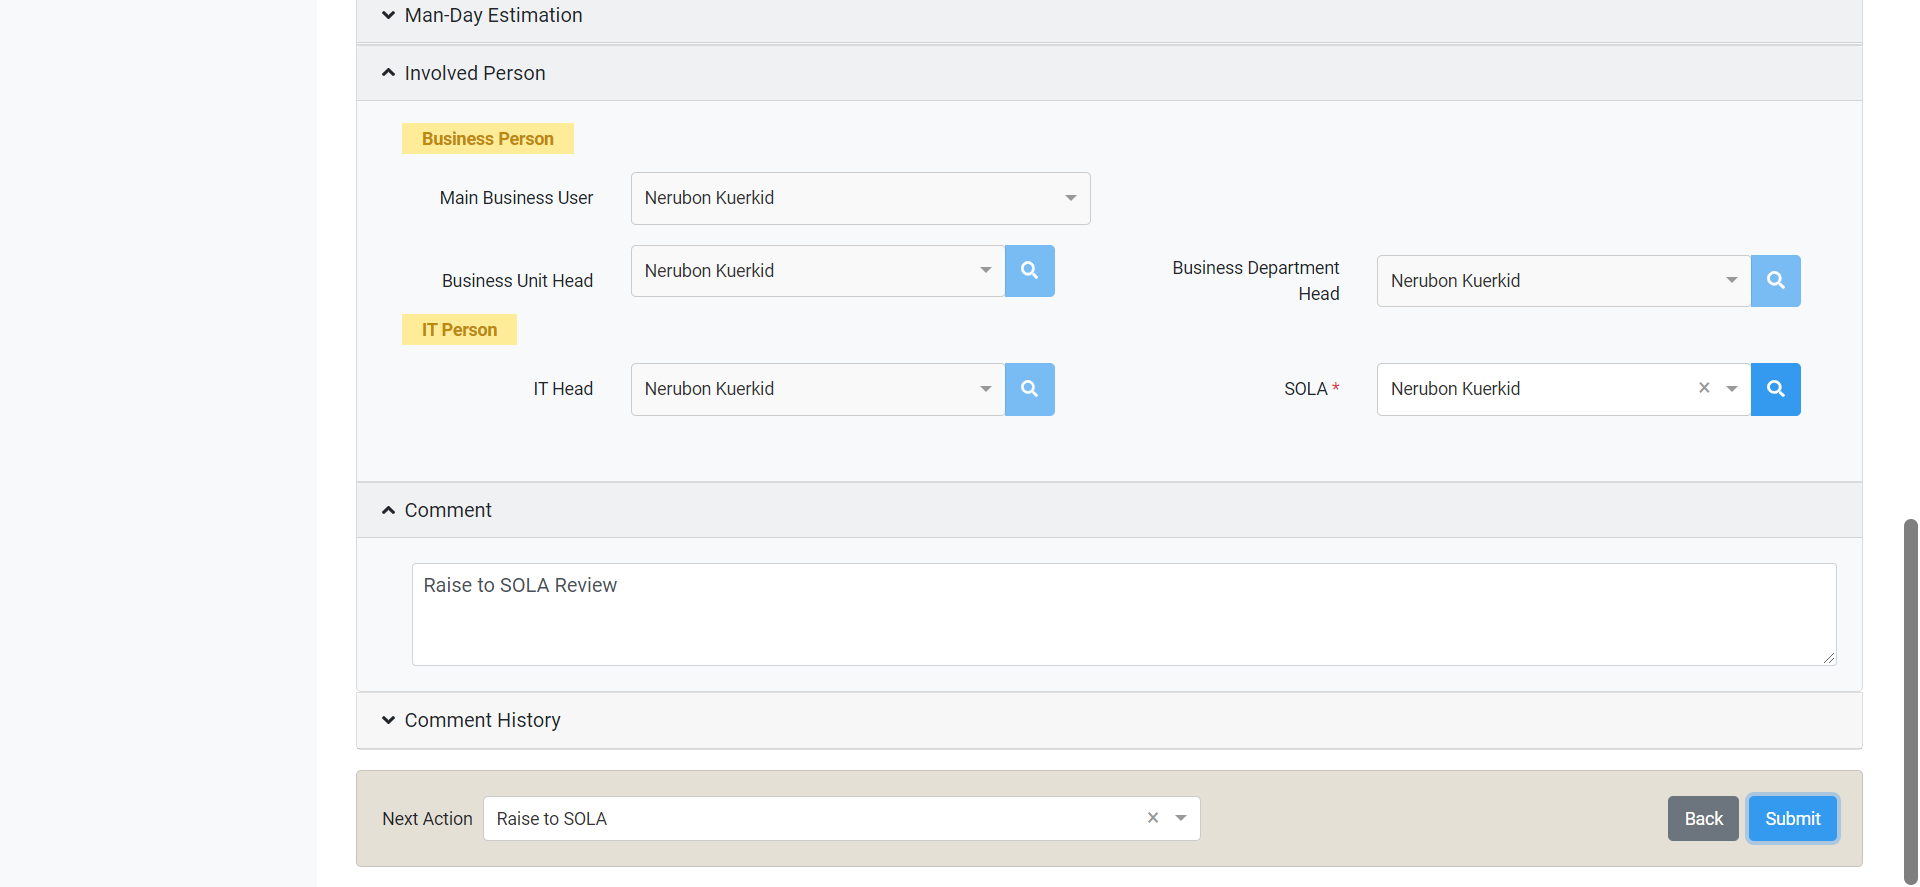 Man-Day Estimation
Involved Person
Business Person
Main Business User
Nerubon Kuerkid
Business Unit Head
Nerubon Kuerkid
Business Department
Head
Nerubon Kuerkid
IT Person
IT Head
Nerubon Kuerkid
SOLA *
Nerubon Kuerkid
Comment
Raise to SOLA Review
Comment History
Next Action
Raise to SOLA
Back
Submit